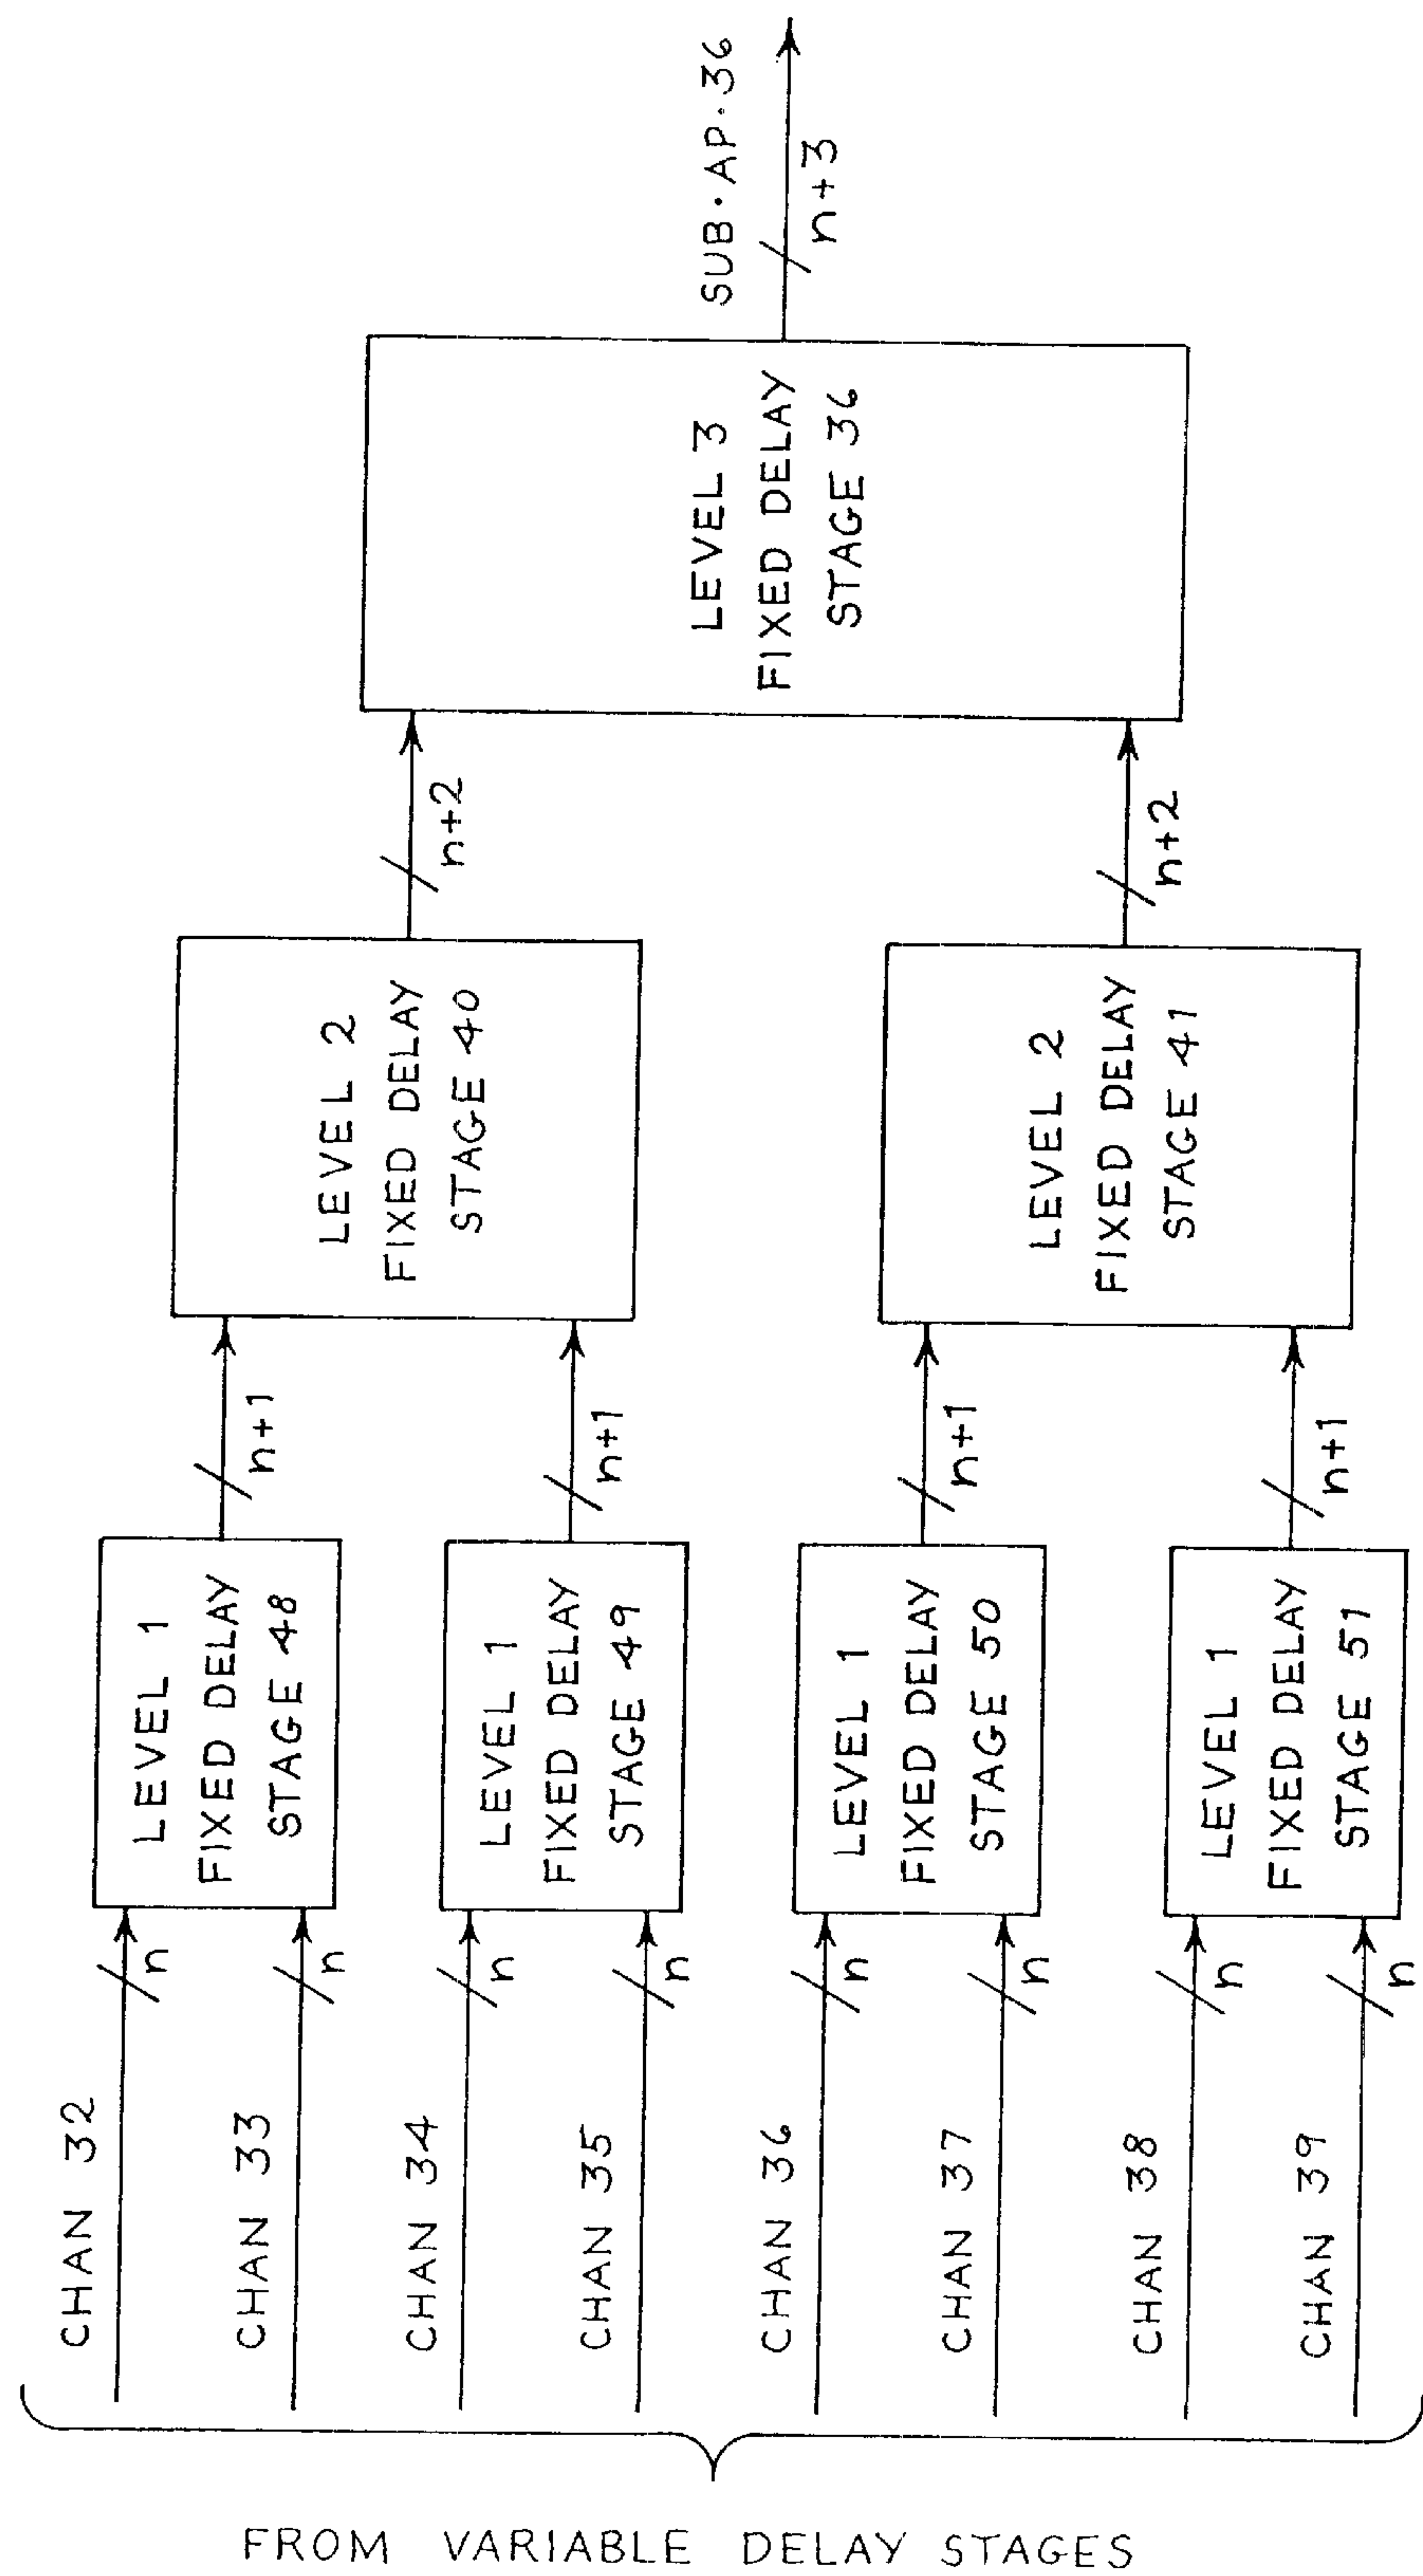 CHAN 32
n
CHAN 33
n
CHAN 34
n
CHAN 35
n
CHAN 36
n
CHAN 37
n
CHAN 38
n
CHAN 39
n
LEVEL 1
FIXED DELAY
STAGE 48
LEVEL 1
FIXED DELAY
STAGE 49
LEVEL 1
FIXED DELAY
STAGE 50
LEVEL 1
FIXED DELAY
STAGE 51
n+1
n+1
n+1
n+1
LEVEL 2
FIXED DELAY
STAGE 40
LEVEL 2
FIXED DELAY
STAGE 41
n+2
n+2
LEVEL 3
FIXED DELAY
STAGE 36
SUB·AP·36
n+3
FROM VARIABLE DELAY STAGES